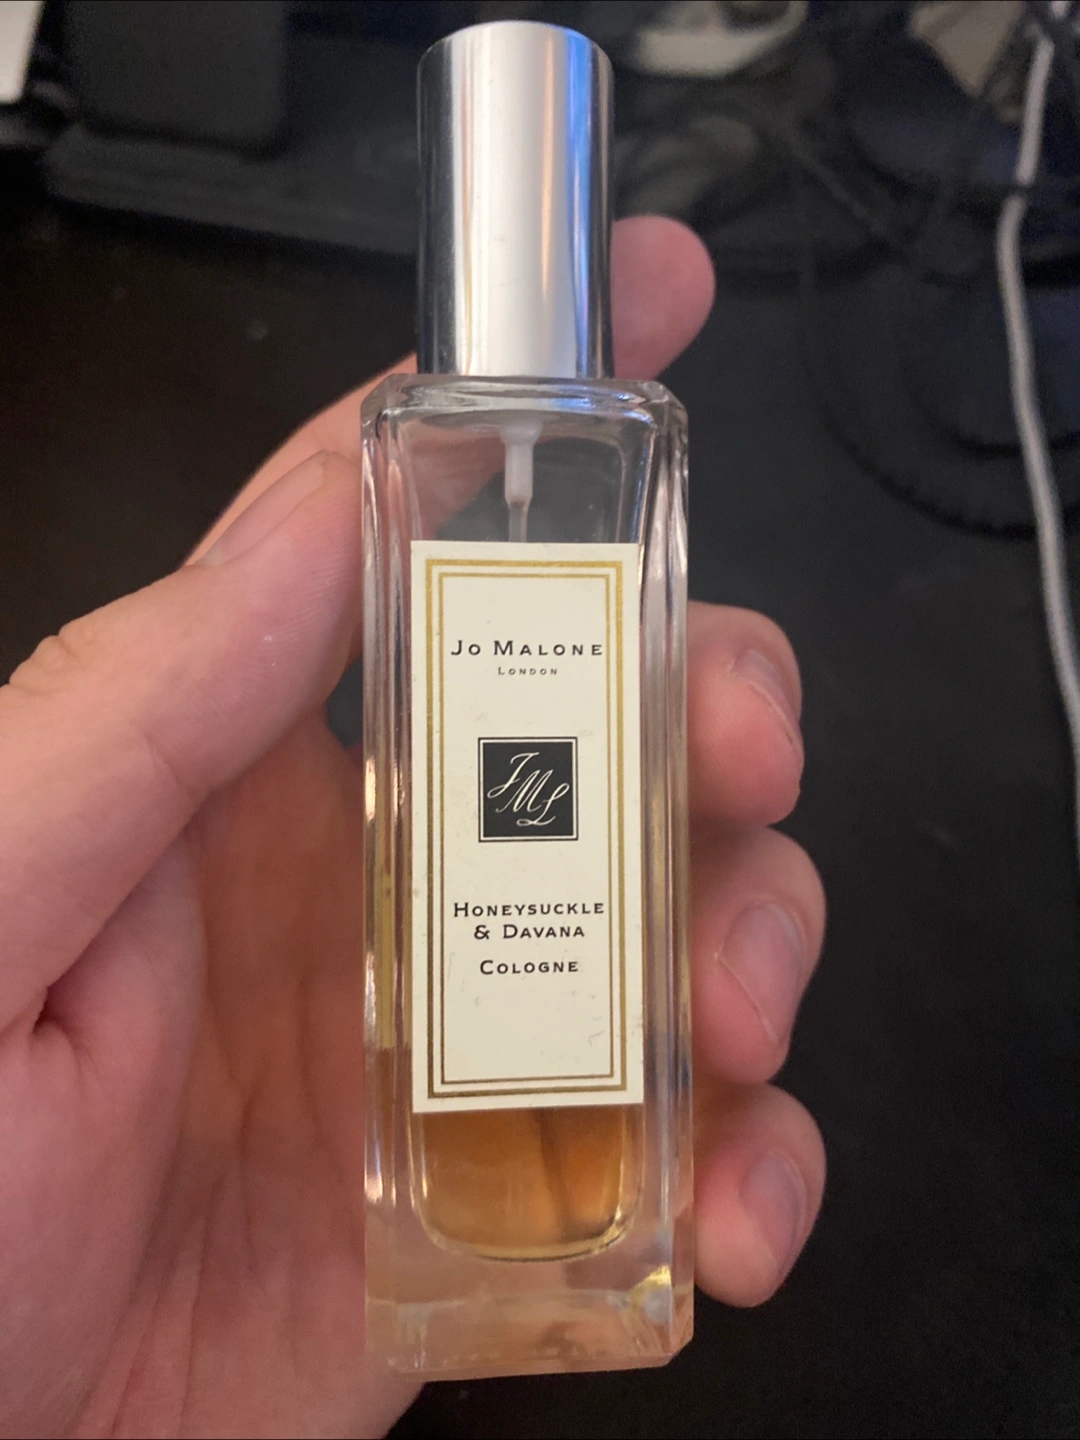 Jo Malone
London
JML
Honeysuckle
& Davana
Cologne